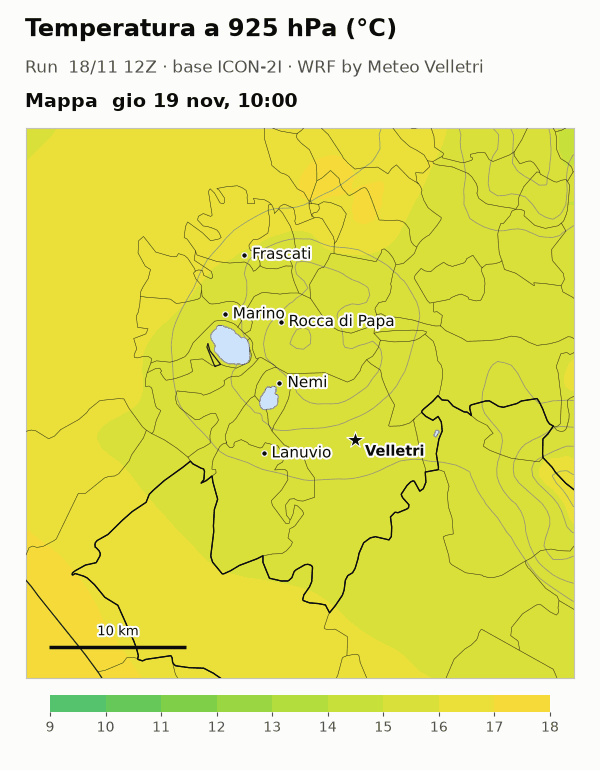 Temperatura a 925 hPa (°C)
Run 18/11 12Z · base ICON-2I · WRF by Meteo Velletri
Mappa gio 19 nov, 10:00
Frascati
Marino
Rocca di Papa
Nemi
Velletri
Lanuvio
10 km
9 10 11 12 13 14 15 16 17 18